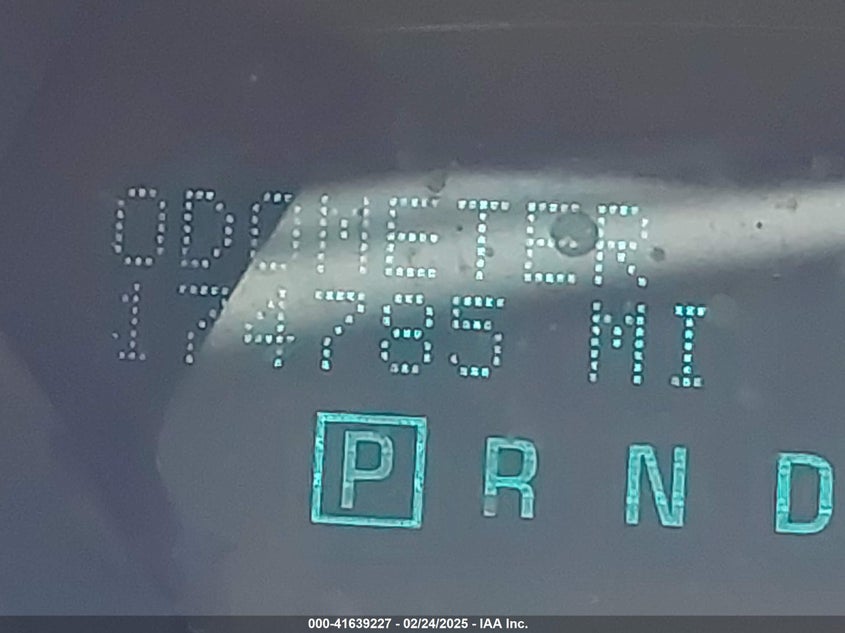 ODOMETER
174785 MI
P R N D
000-41639227 - 02/24/2025 - IAA Inc.